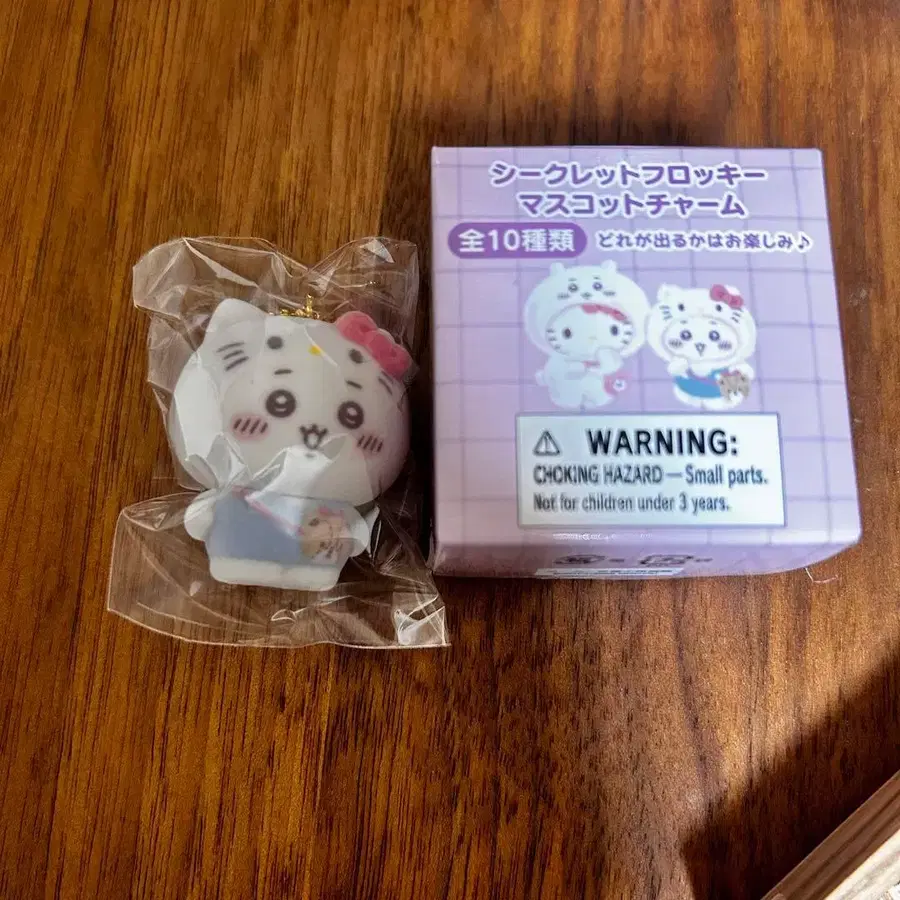 シークレットフロッキー
マスコットチャーム
全10種類 どれが出るかはお楽しみ♪
⚠ WARNING:
CHOKING HAZARD — Small parts.
Not for children under 3 years.